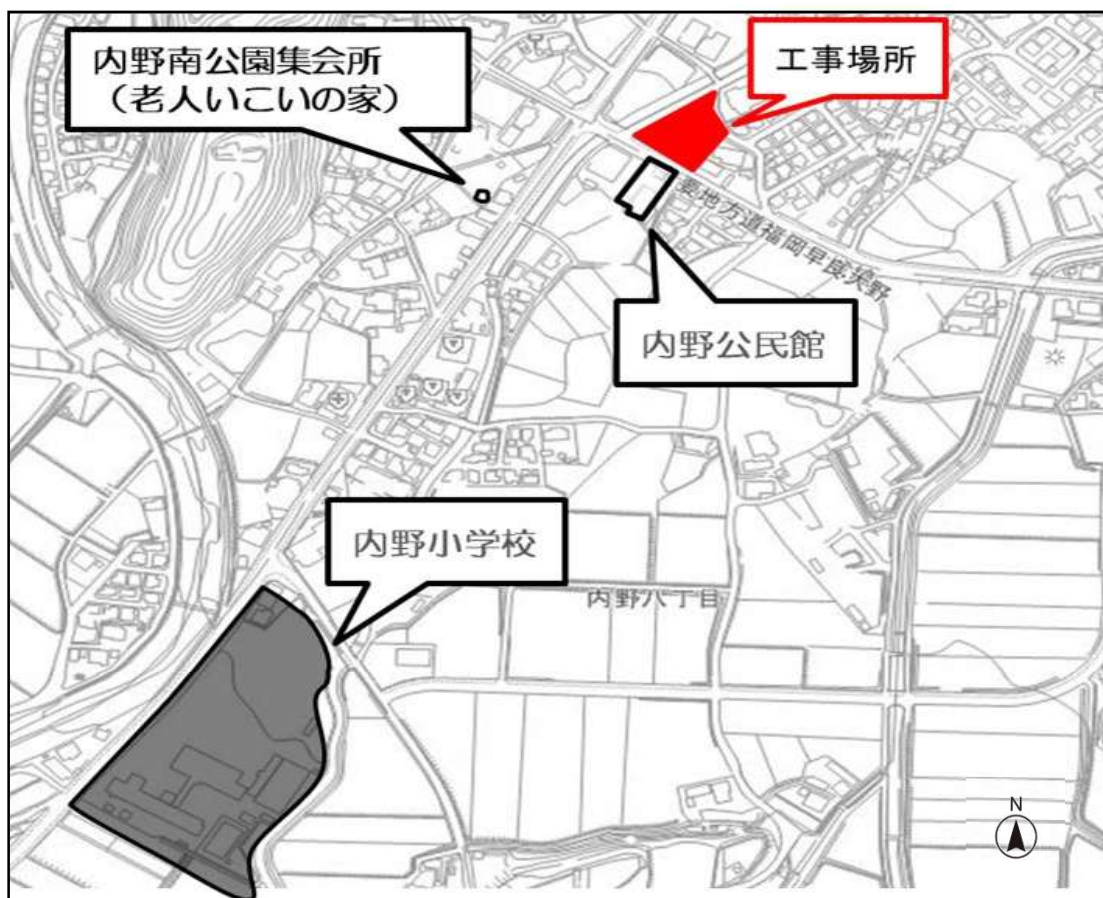 内野南公園集会所
（老人いこいの家）
工事場所
要地方道福岡早良大野
内野公民館
内野小学校
内野八丁目
N